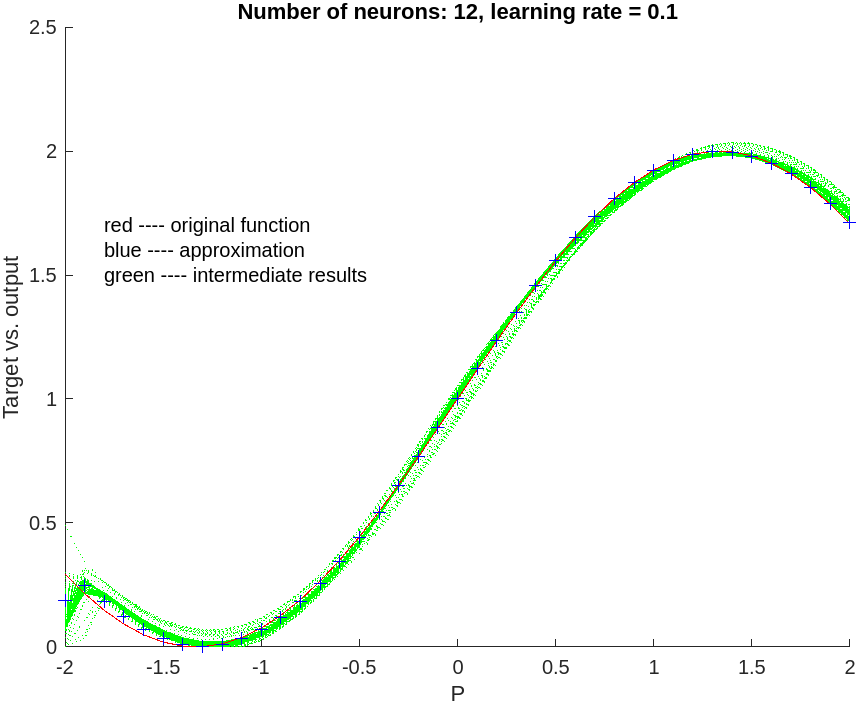 Number of neurons: 12, learning rate = 0.1
2.5
2
1.5
1
0.5
0
red ---- original function
blue ---- approximation
green ---- intermediate results
Target vs. output
-2
-1.5
-1
-0.5
0
0.5
1
1.5
2
P